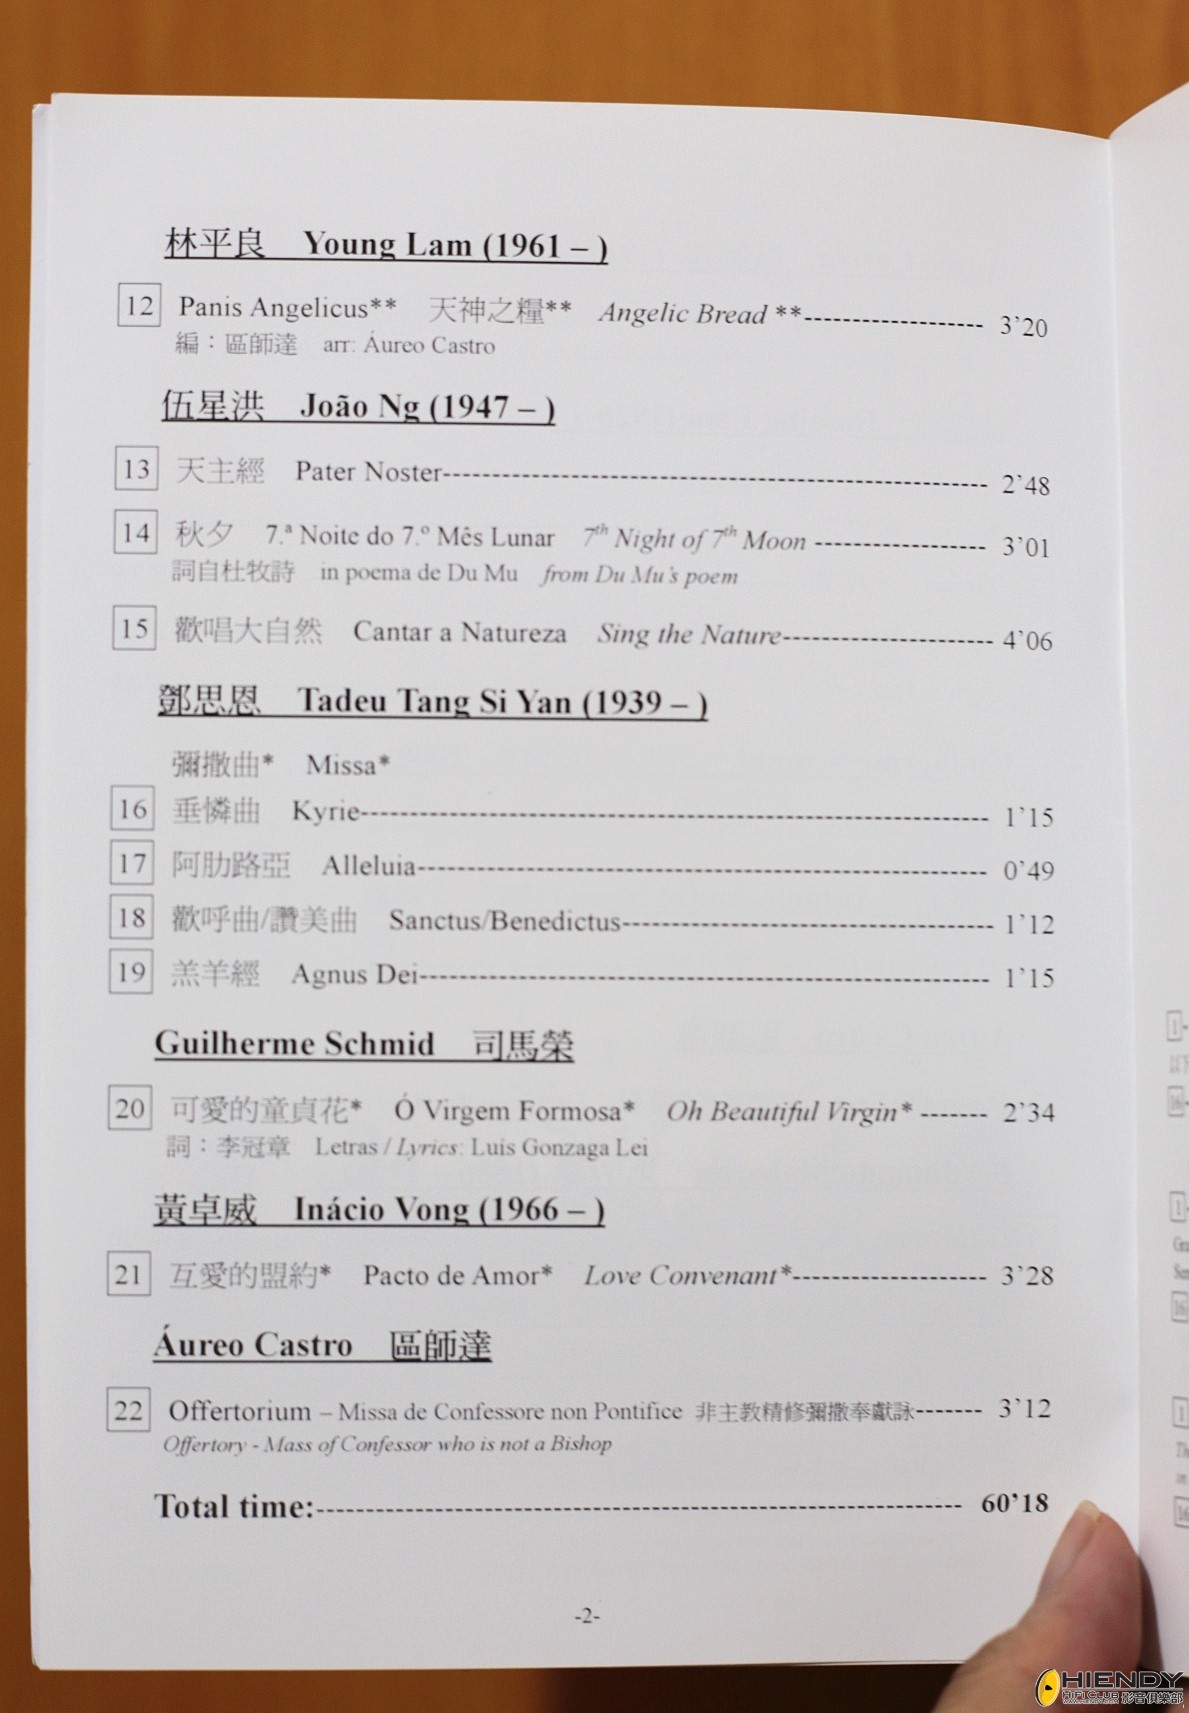 林平良 Young Lam (1961 – )
12 Panis Angelicus** 天神之糧** Angelic Bread **------------------- 3’20
編：區師達 arr: Áureo Castro
伍星洪 João Ng (1947 – )
13 天主經 Pater Noster------------------------------------------------------- 2’48
14 秋夕 7.ª Noite do 7.º Mês Lunar 7th Night of 7th Moon ------------------ 3’01
詞自杜牧詩 in poema de Du Mu from Du Mu’s poem
15 歡唱大自然 Cantar a Natureza Sing the Nature--------------------- 4’06
鄧思恩 Tadeu Tang Si Yan (1939 – )
彌撒曲* Missa*
16 垂憐曲 Kyrie---------------------------------------------------------------- 1’15
17 阿肋路亞 Alleluia---------------------------------------------------------- 0’49
18 歡呼曲/讚美曲 Sanctus/Benedictus-------------------------------------- 1’12
19 羔羊經 Agnus Dei---------------------------------------------------------- 1’15
Guilherme Schmid 司馬榮
20 可愛的童貞花* Ó Virgem Formosa* Oh Beautiful Virgin* ------- 2’34
詞：李冠章 Letras / Lyrics: Luís Gonzaga Lei
黃卓威 Inácio Vong (1966 – )
21 互愛的盟約* Pacto de Amor* Love Convenant*-------------------- 3’28
Áureo Castro 區師達
22 Offertorium – Missa de Confessore non Pontifice 非主教精修彌撒奉獻詠------- 3’12
Offertory - Mass of Confessor who is not a Bishop
Total time:----------------------------------------------------------------- 60’18
-2-
HIENDY
HIFI CLUB 影音俱樂部